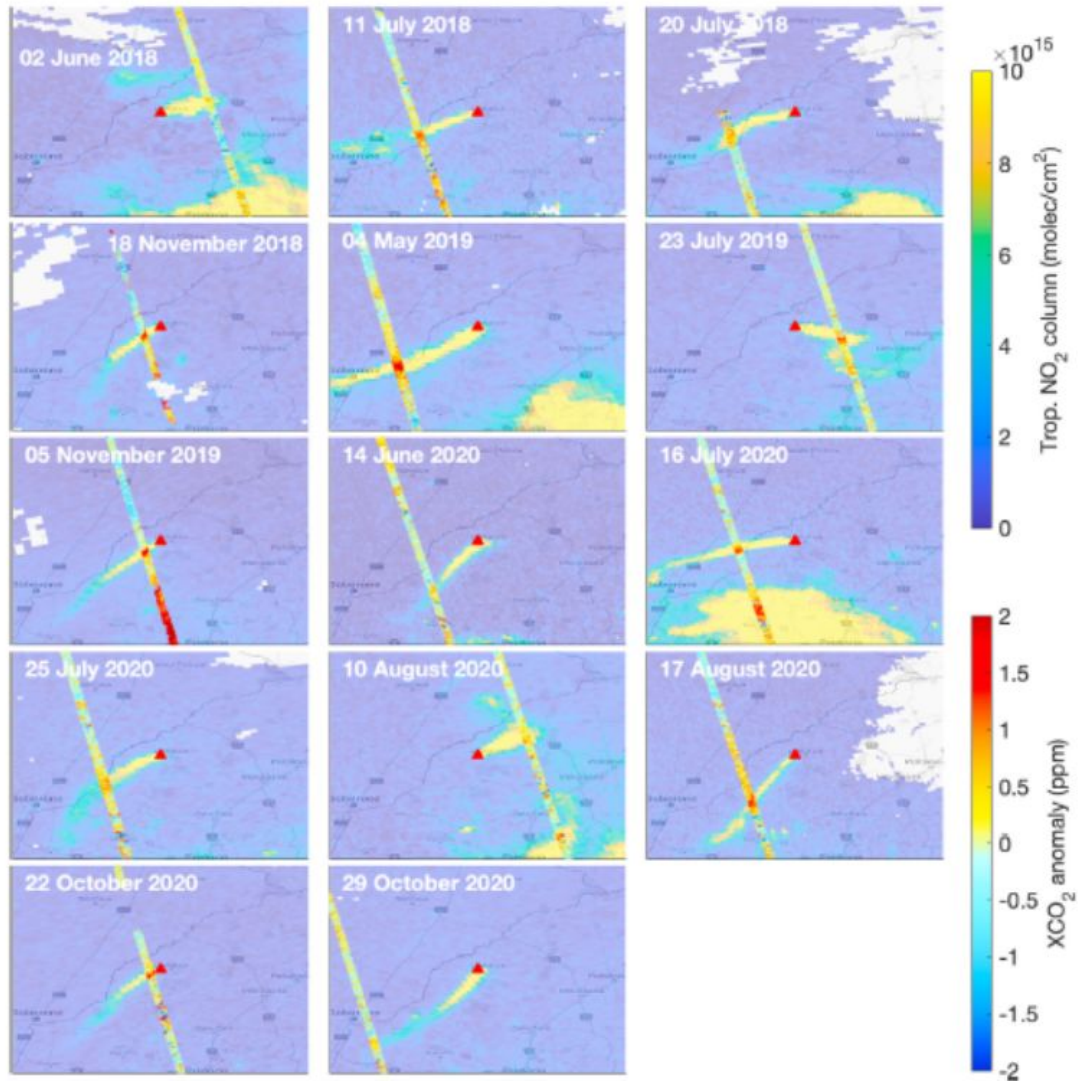 02 June 2018
11 July 2018
20 July 2018
18 November 2018
04 May 2019
23 July 2019
05 November 2019
14 June 2020
16 July 2020
25 July 2020
10 August 2020
17 August 2020
22 October 2020
29 October 2020
×10¹⁵
10
8
6
4
2
0
Trop. NO₂ column (molec/cm²)
2
1.5
1
0.5
0
-0.5
-1
-1.5
-2
XCO₂ anomaly (ppm)